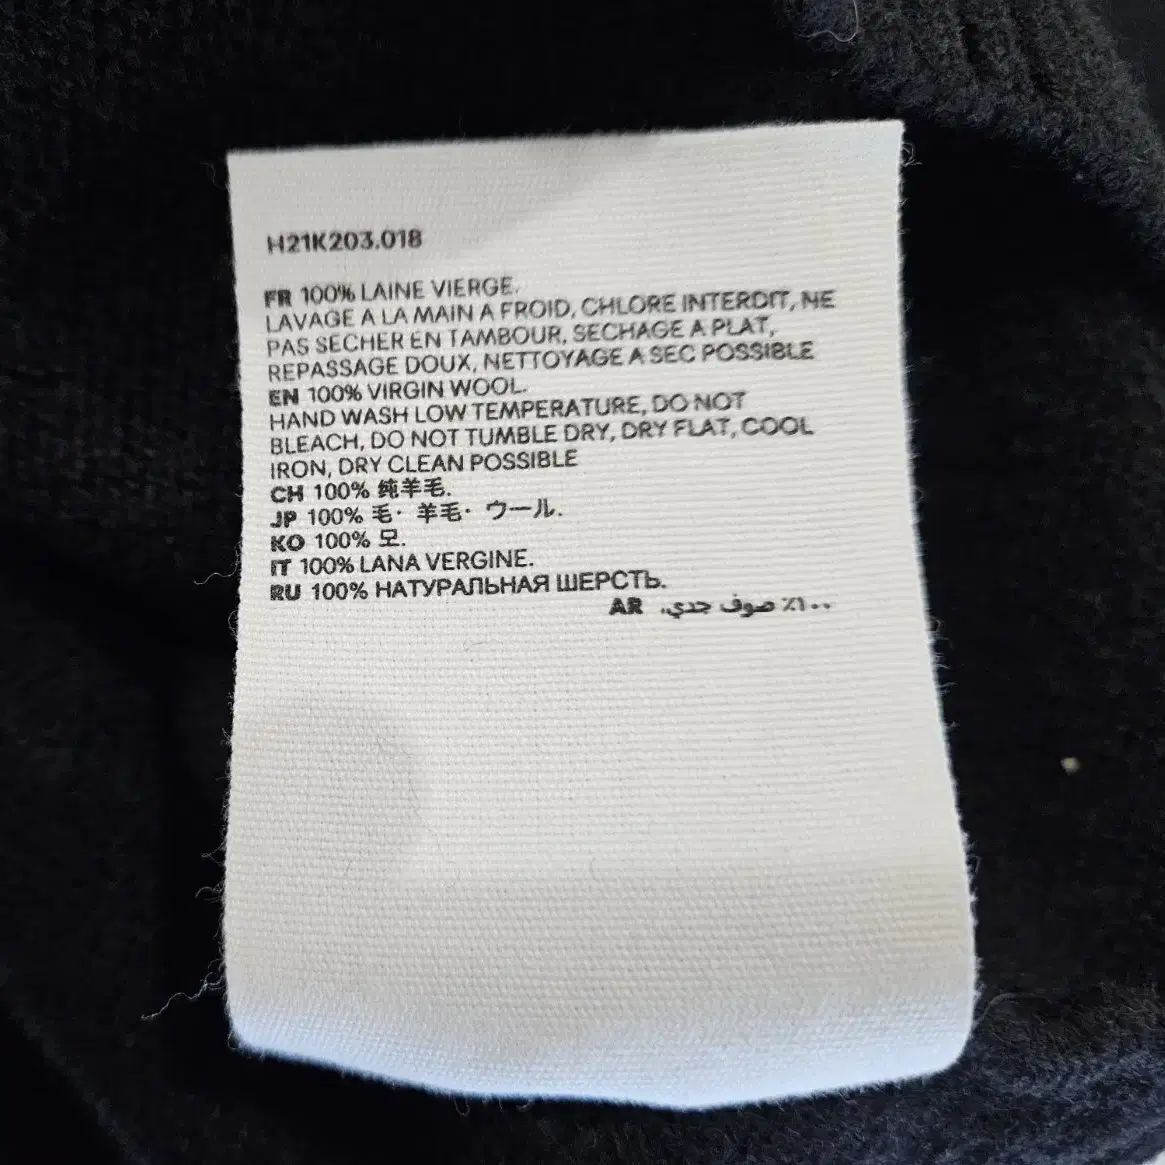 H21K203.018
FR 100% LAINE VIERGE.
LAVAGE A LA MAIN A FROID, CHLORE INTERDIT, NE
PAS SECHER EN TAMBOUR, SECHAGE A PLAT,
REPASSAGE DOUX, NETTOYAGE A SEC POSSIBLE
EN 100% VIRGIN WOOL.
HAND WASH LOW TEMPERATURE, DO NOT
BLEACH, DO NOT TUMBLE DRY, DRY FLAT, COOL
IRON, DRY CLEAN POSSIBLE
CH 100% 纯羊毛.
JP 100% 毛· 羊毛· ウール.
KO 100% 모.
IT 100% LANA VERGINE.
RU 100% НАТУРАЛЬНАЯ ШЕРСТЬ.
AR ١٠٠٪ صوف جدي.